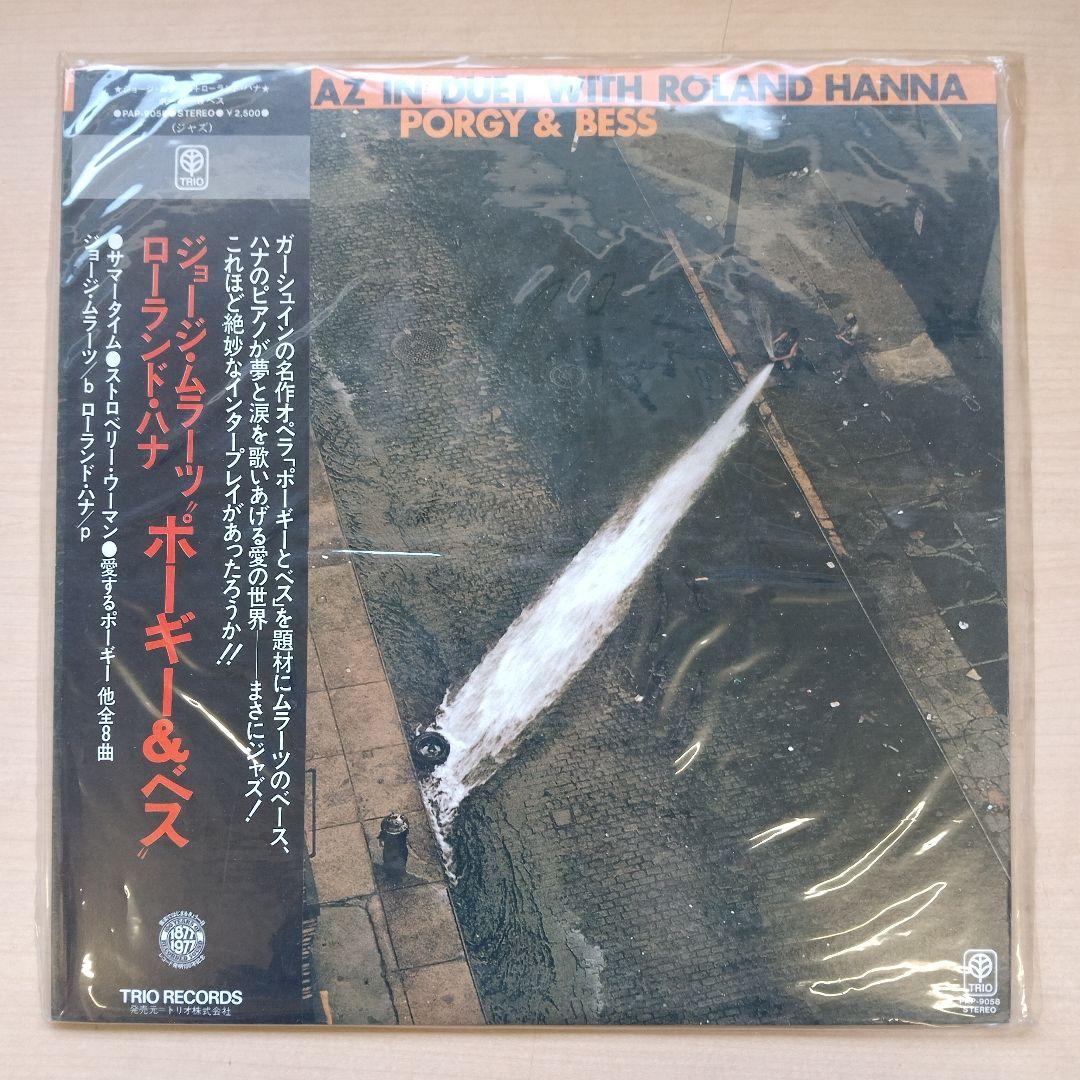 AZ IN DUET WITH ROLAND HANNA
PORGY & BESS
●PAP-9058●STEREO●¥2,500●
(ジャズ)
TRIO
ガーシュインの名作オペラ「ポーギーとベス」を題材にムラーツのベース、
ハナのピアノが夢と涙を歌いあげる愛の世界——まさにジャズ!
これほど絶妙なインタープレイがあったろうか!!
ジョージ・ムラーツ
ローランド・ハナ
"ポーギー&ベス"
●サマータイム●ストロベリー・ウーマン●愛するポーギー 他全8曲
ジョージ・ムラーツ/b ローランド・ハナ/p
1877
1977
TRIO RECORDS
発売元=トリオ株式会社
TRIO
PAP-9058
STEREO